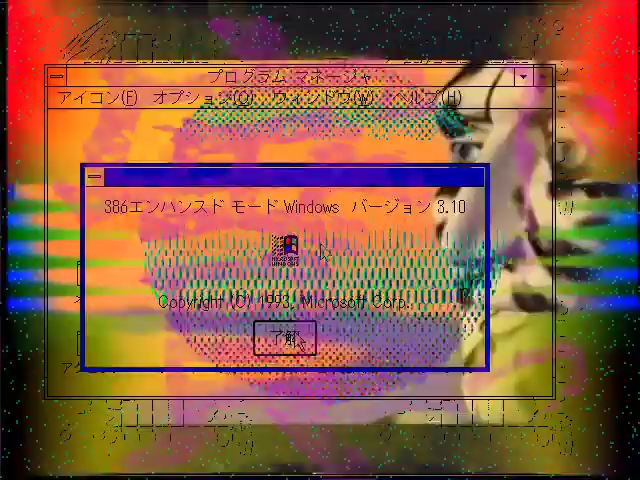 プログラム マネージャ
アイコン(F) オプション(O) ウィンドウ(W) ヘルプ(H)
386エンハンスド モード Windows バージョン 3.10
MICROSOFT
WINDOWS
Copyright (C) 1993, Microsoft Corp.
了解